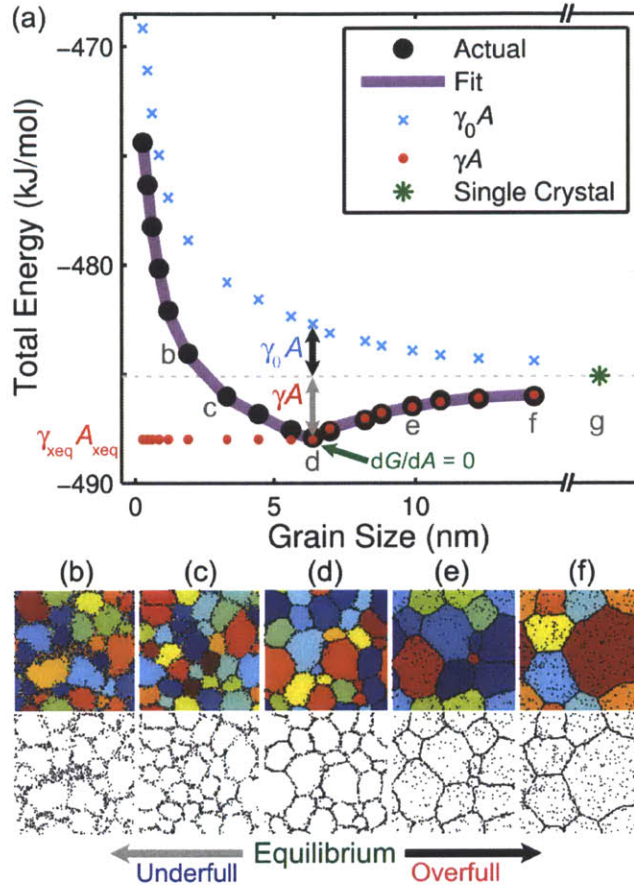 (a)
-470
-480
-490
Total Energy (kJ/mol)
Actual
Fit
γ₀A
γA
Single Crystal
γ₀A
γA
b
c
d
e
f
g
γxeq Axeq
dG/dA = 0
0 5 10
Grain Size (nm)
(b) (c) (d) (e) (f)
Equilibrium
Underfull Overfull